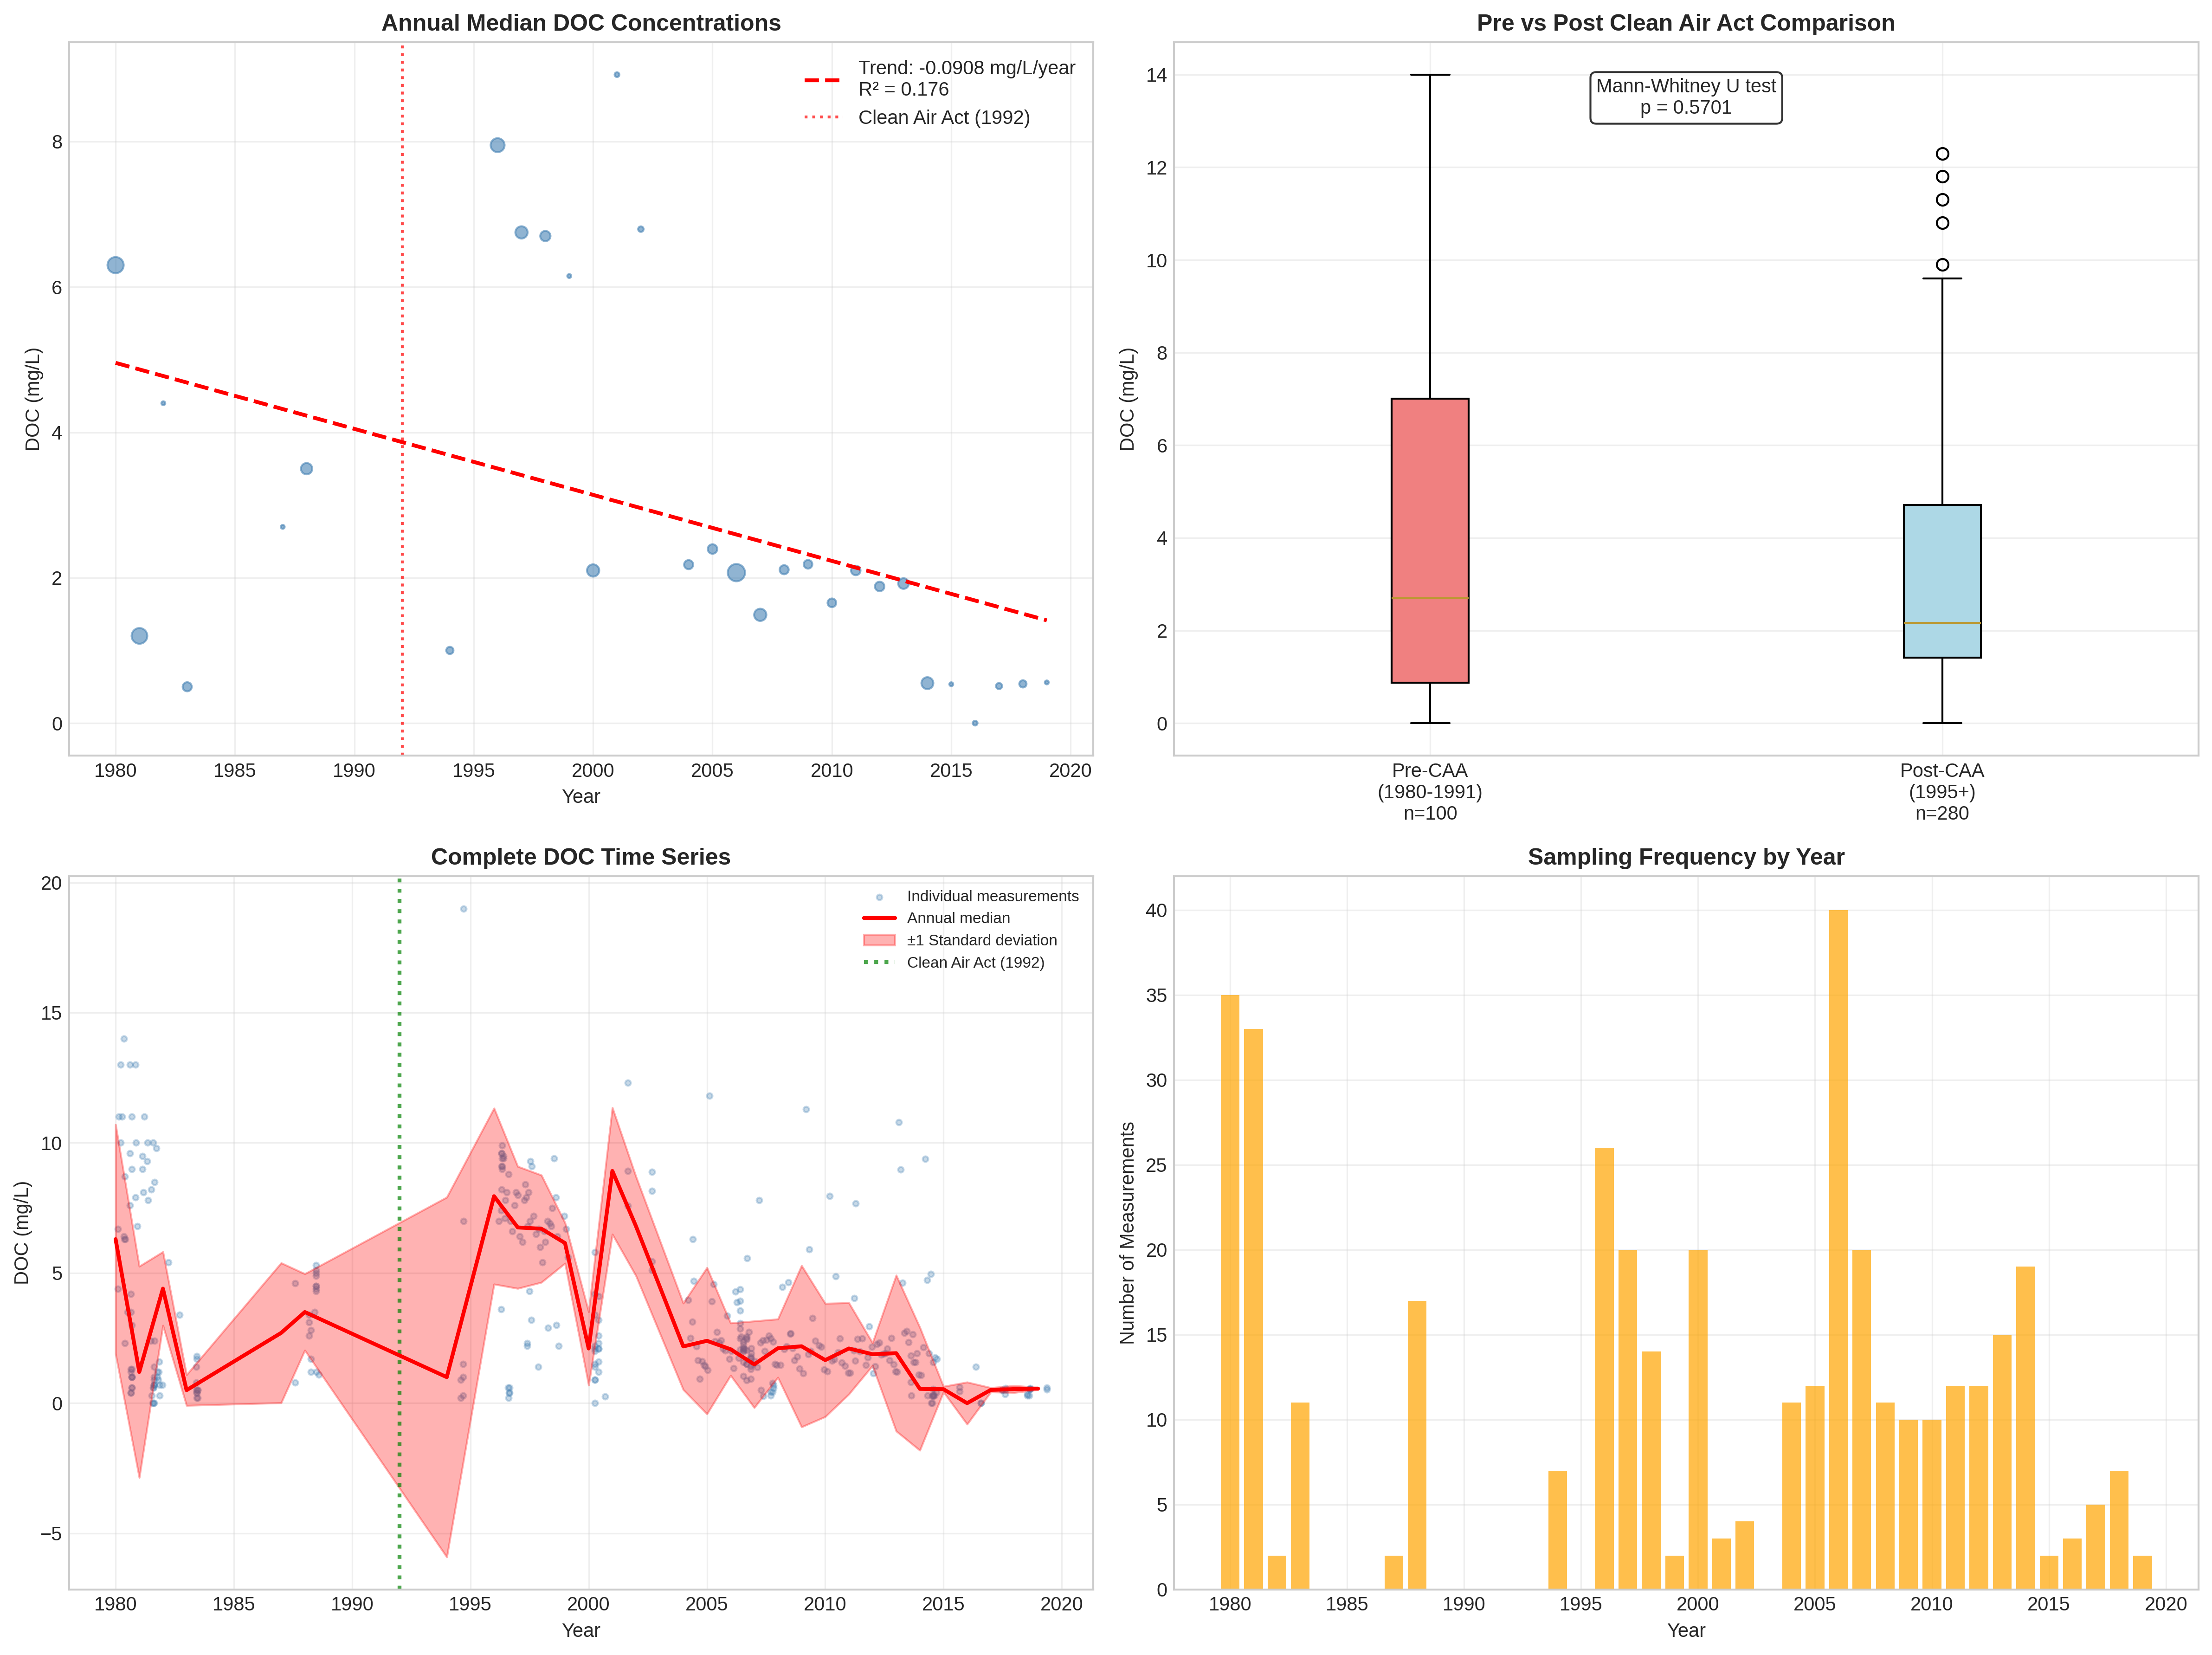 Annual Median DOC Concentrations
Trend: -0.0908 mg/L/year
R² = 0.176
Clean Air Act (1992)
DOC (mg/L)
8
6
4
2
0
1980 1985 1990 1995 2000 2005 2010 2015 2020
Year
Pre vs Post Clean Air Act Comparison
Mann-Whitney U test
p = 0.5701
DOC (mg/L)
14
12
10
8
6
4
2
0
Pre-CAA
(1980-1991)
n=100
Post-CAA
(1995+)
n=280
Complete DOC Time Series
Individual measurements
Annual median
±1 Standard deviation
Clean Air Act (1992)
DOC (mg/L)
20
15
10
5
0
−5
1980 1985 1990 1995 2000 2005 2010 2015 2020
Year
Sampling Frequency by Year
Number of Measurements
40
35
30
25
20
15
10
5
0
1980 1985 1990 1995 2000 2005 2010 2015 2020
Year